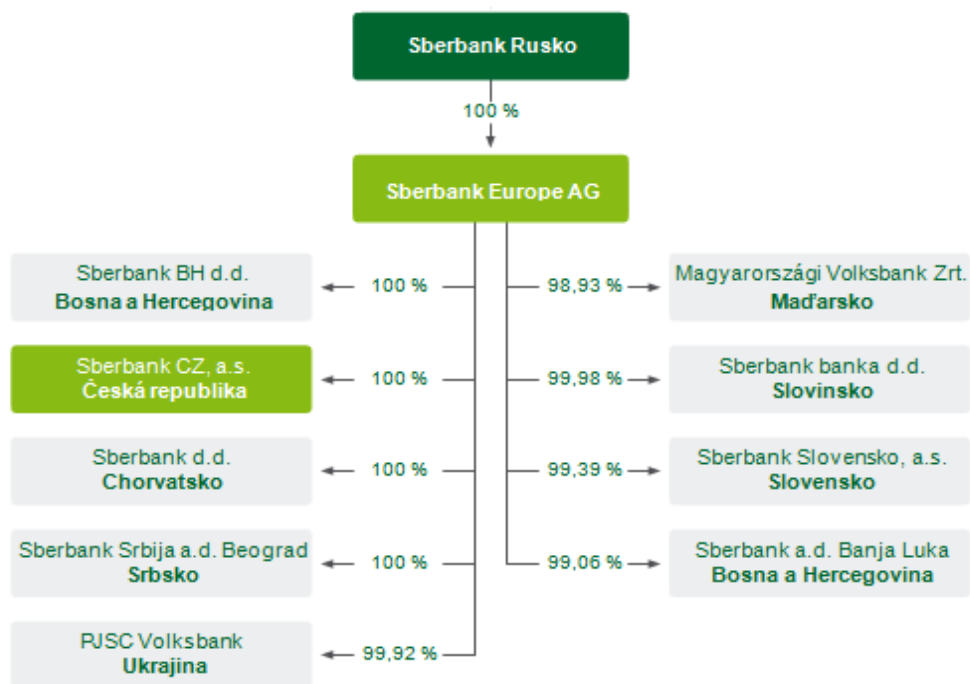 Sberbank Rusko
100 %
Sberbank Europe AG
Sberbank BH d.d.
Bosna a Hercegovina
100 %
98,93 %
Magyarországi Volksbank Zrt.
Maďarsko
Sberbank CZ, a.s.
Česká republika
100 %
99,98 %
Sberbank banka d.d.
Slovinsko
Sberbank d.d.
Chorvatsko
100 %
99,39 %
Sberbank Slovensko, a.s.
Slovensko
Sberbank Srbija a.d. Beograd
Srbsko
100 %
99,06 %
Sberbank a.d. Banja Luka
Bosna a Hercegovina
PJSC Volksbank
Ukrajina
99,92 %